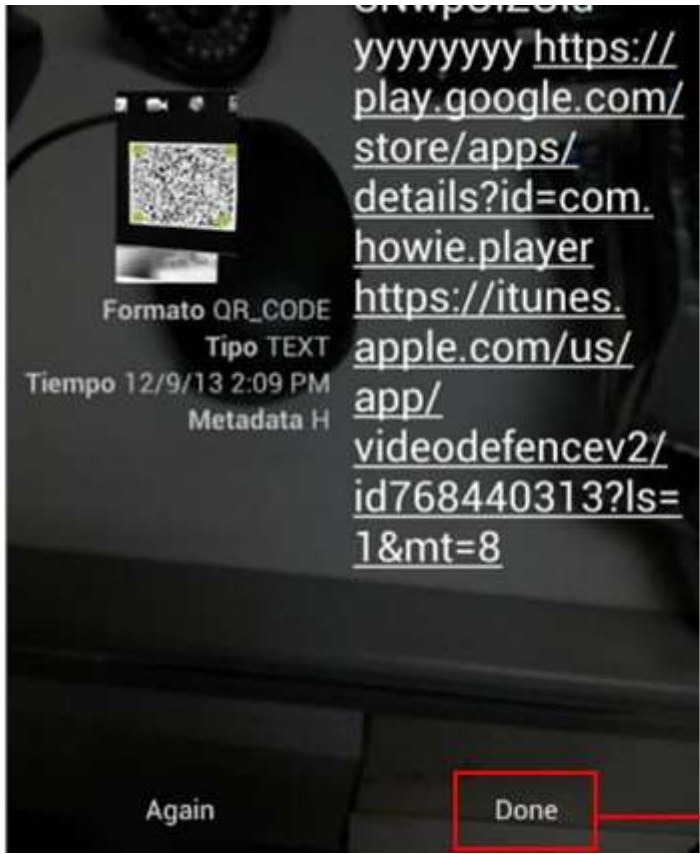 yyyyyyyy https://
play.google.com/
store/apps/
details?id=com.
howie.player
https://itunes.
apple.com/us/
app/
videodefencev2/
id768440313?ls=
1&mt=8
Formato QR_CODE
Tipo TEXT
Tiempo 12/9/13 2:09 PM
Metadata H
Again
Done